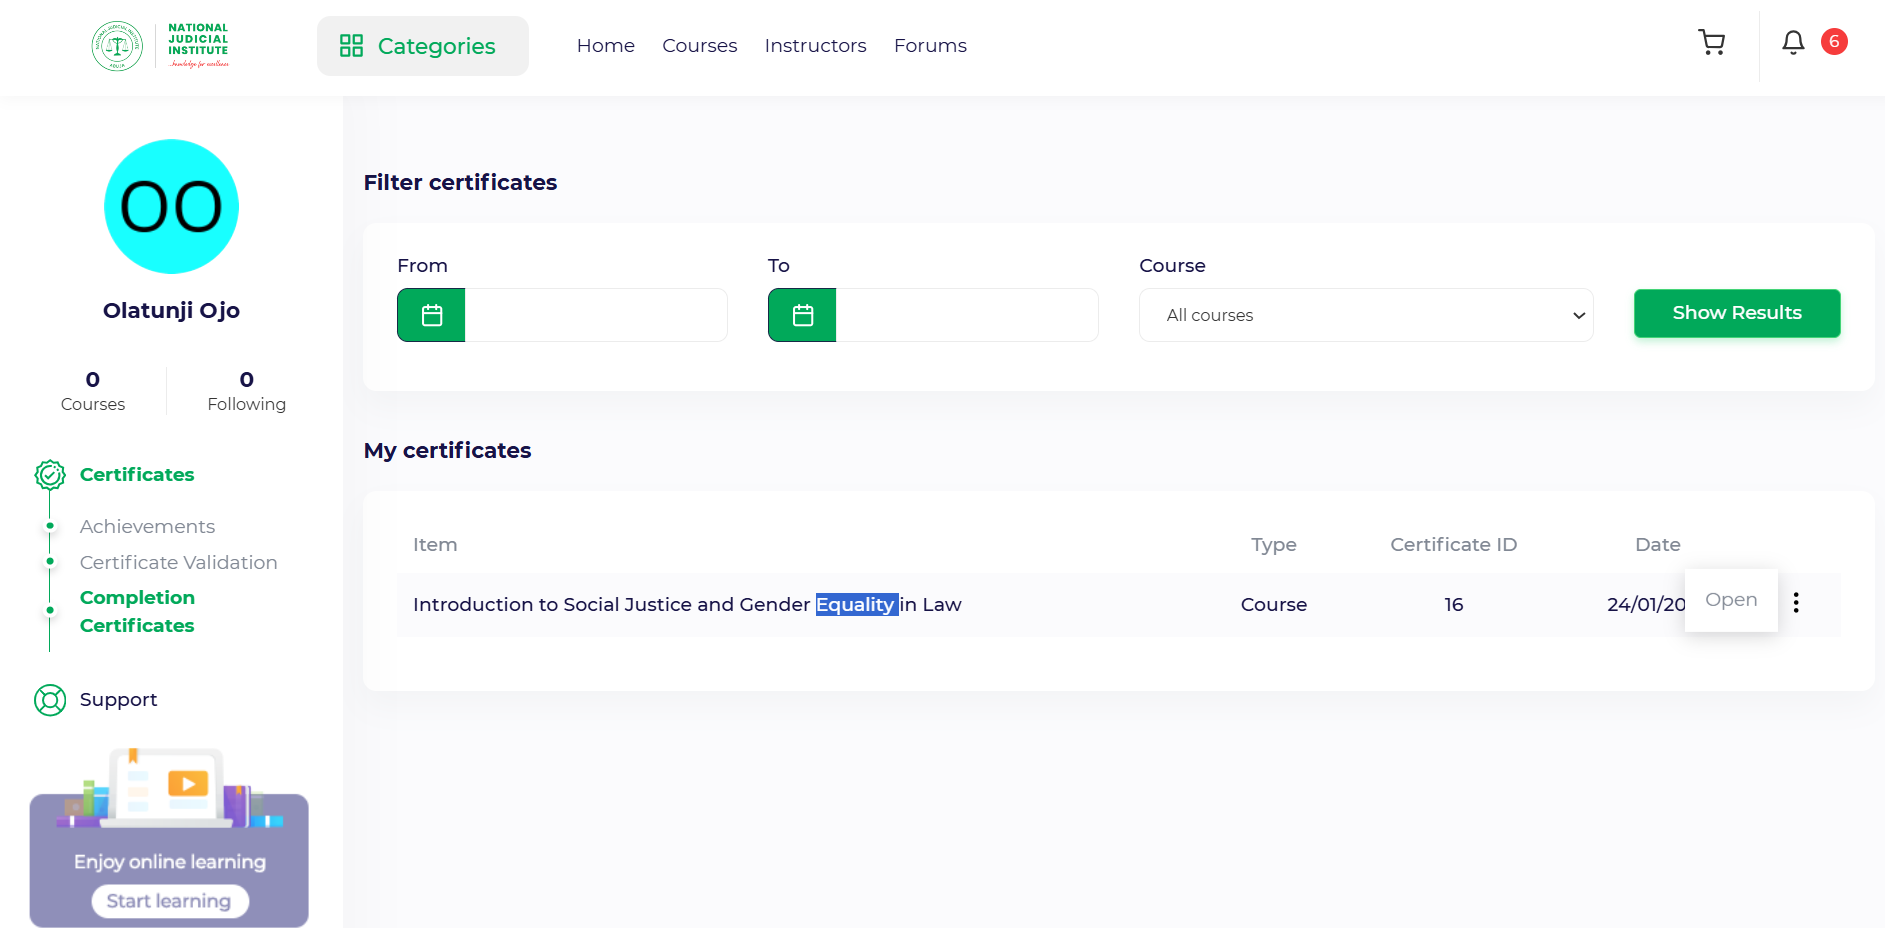 NATIONAL
JUDICIAL
INSTITUTE
Categories
Home Courses Instructors Forums
6
OO
Olatunji Ojo
0 0
Courses Following
Certificates
Achievements
Certificate Validation
Completion
Certificates
Support
Enjoy online learning
Start learning
Filter certificates
From To Course
All courses
Show Results
My certificates
Item Type Certificate ID Date
Introduction to Social Justice and Gender Equality in Law Course 16 24/01/20
Open